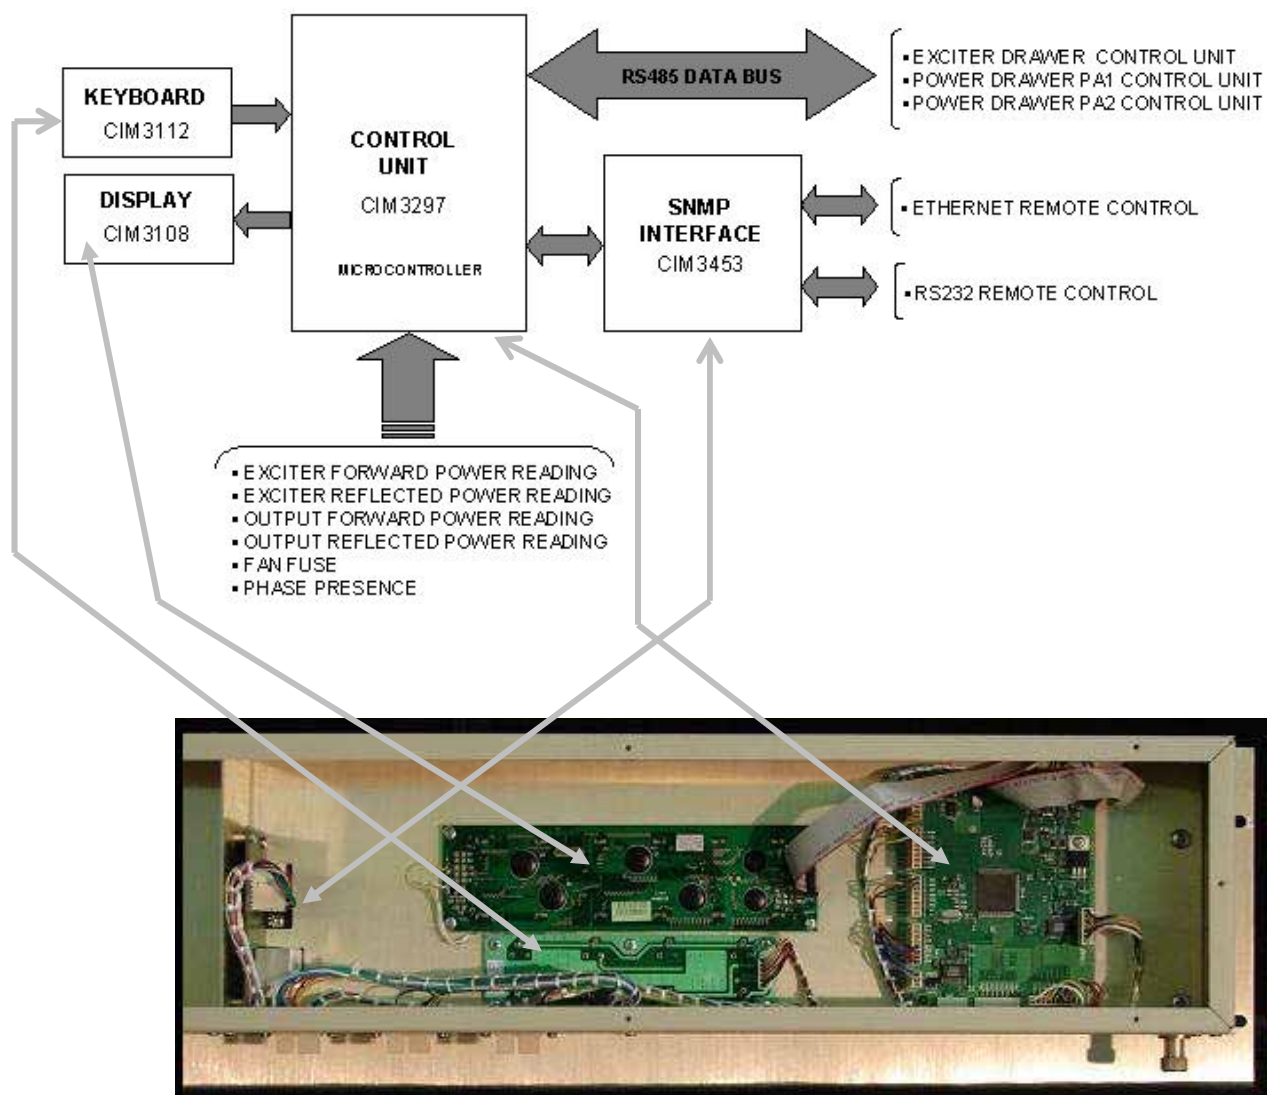 KEYBOARD
CIM3112
DISPLAY
CIM3108
CONTROL
UNIT
CIM3297
MICROCONTROLLER
RS485 DATA BUS
▪ EXCITER DRAWER CONTROL UNIT
▪ POWER DRAWER PA1 CONTROL UNIT
▪ POWER DRAWER PA2 CONTROL UNIT
SNMP
INTERFACE
CIM3453
▪ ETHERNET REMOTE CONTROL
▪ RS232 REMOTE CONTROL
▪ EXCITER FORWARD POWER READING
▪ EXCITER REFLECTED POWER READING
▪ OUTPUT FORWARD POWER READING
▪ OUTPUT REFLECTED POWER READING
▪ FAN FUSE
▪ PHASE PRESENCE